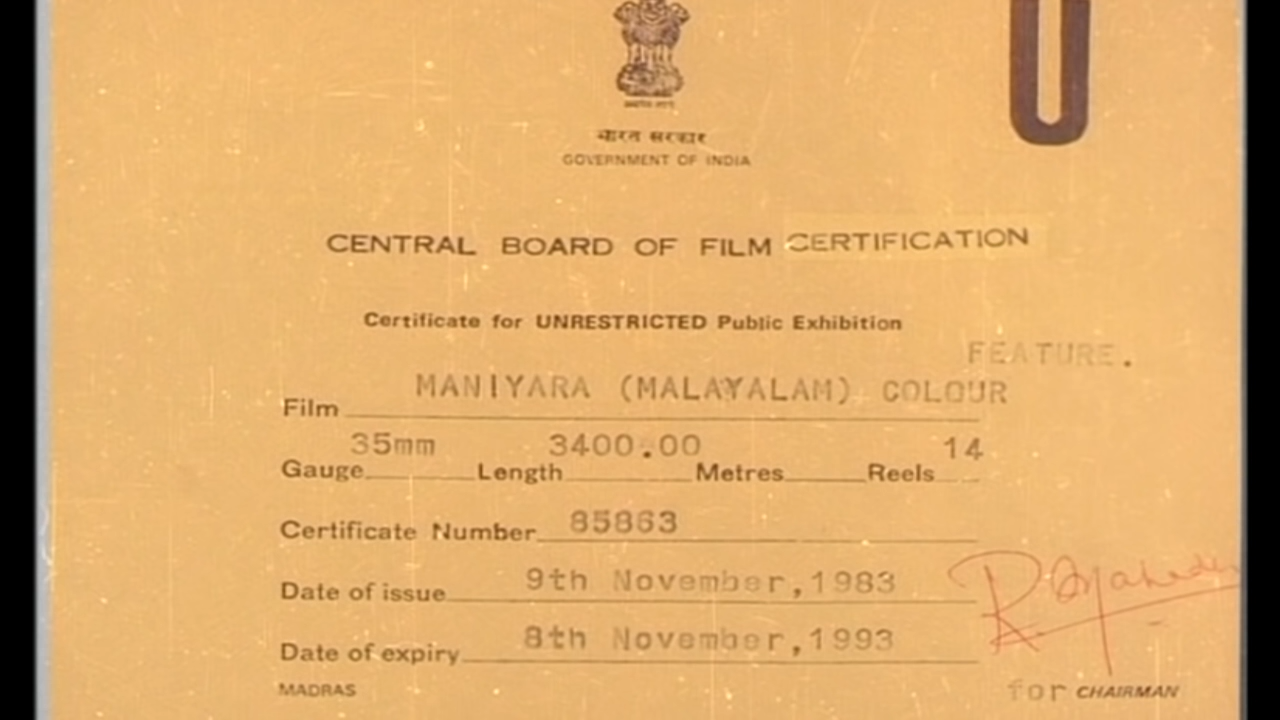 U
भारत सरकार
GOVERNMENT OF INDIA
CENTRAL BOARD OF FILM CERTIFICATION
Certificate for UNRESTRICTED Public Exhibition
FEATURE.
Film MANIYARA (MALAYALAM) COLOUR
Gauge 35mm Length 3400.00 Metres Reels 14
Certificate Number 85863
Date of issue 9th November,1983
Date of expiry 8th November,1993
MADRAS for CHAIRMAN